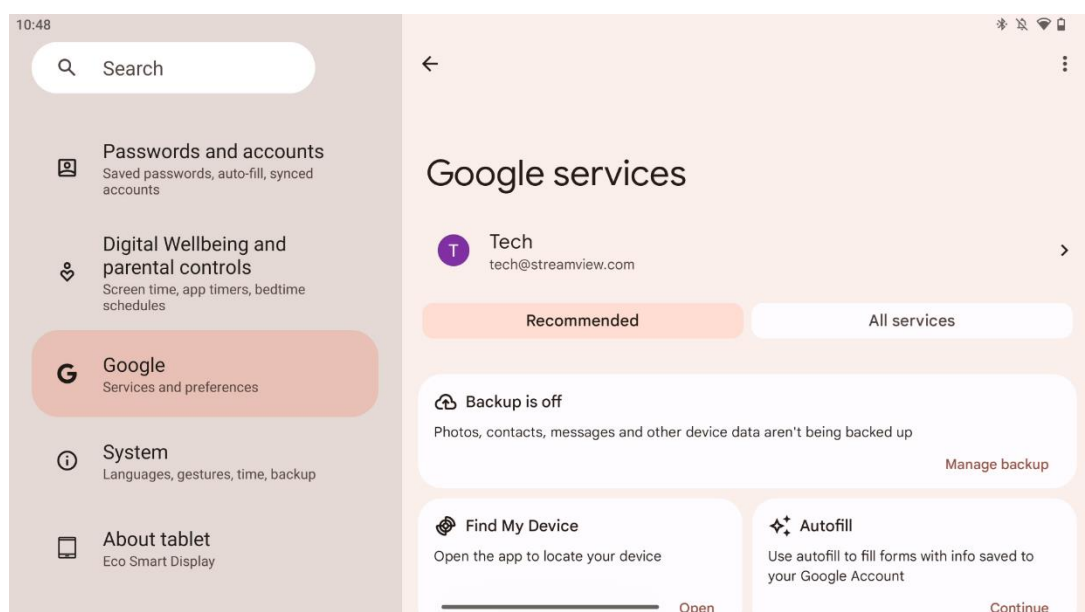 10:48
Search
Passwords and accounts
Saved passwords, auto-fill, synced
accounts
Digital Wellbeing and
parental controls
Screen time, app timers, bedtime
schedules
Google
Services and preferences
System
Languages, gestures, time, backup
About tablet
Eco Smart Display
Google services
T
Tech
tech@streamview.com
Recommended
All services
Backup is off
Photos, contacts, messages and other device data aren't being backed up
Manage backup
Find My Device
Open the app to locate your device
Open
Autofill
Use autofill to fill forms with info saved to
your Google Account
Continue